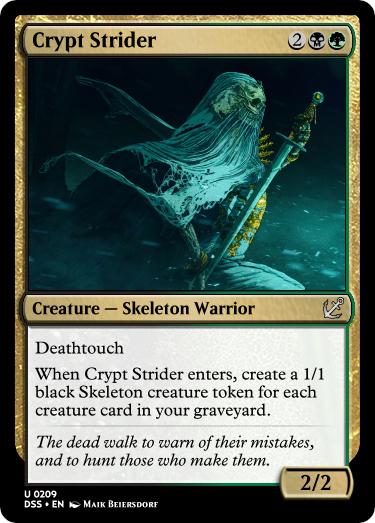 Crypt Strider 2
Creature — Skeleton Warrior
Deathtouch
When Crypt Strider enters, create a 1/1
black Skeleton creature token for each
creature card in your graveyard.
The dead walk to warn of their mistakes,
and to hunt those who make them.
2/2
U 0209
DSS • EN Maik Beiersdorf